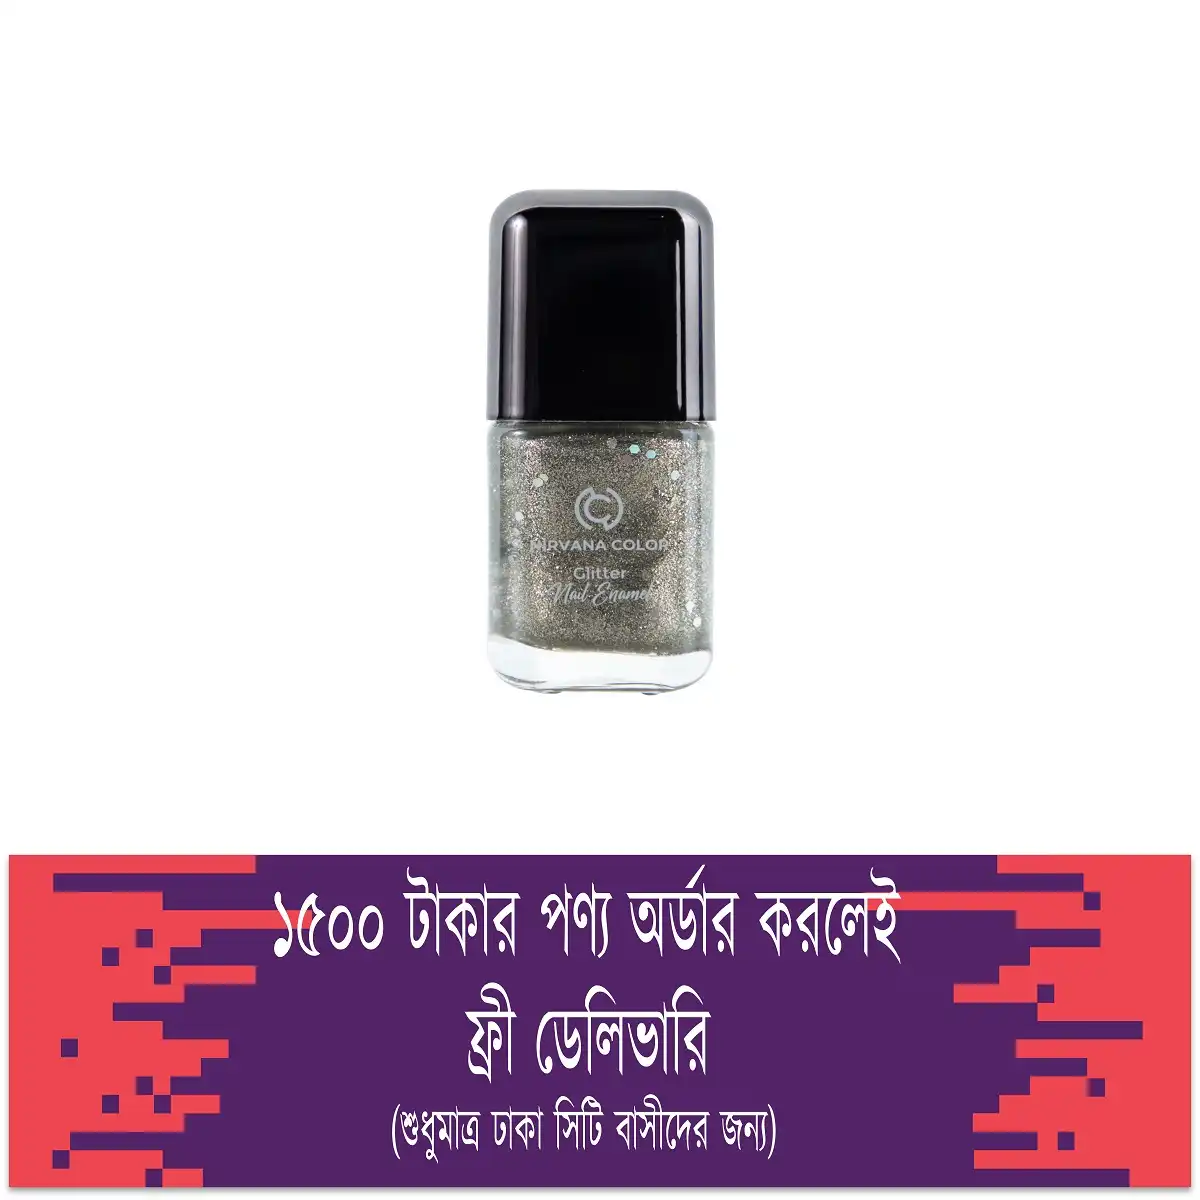 NIRVANA COLOR
Glitter
Nail Enamel
১৫০০ টাকার পণ্য অর্ডার করলেই
ফ্রী ডেলিভারি
(শুধুমাত্র ঢাকা সিটি বাসীদের জন্য)